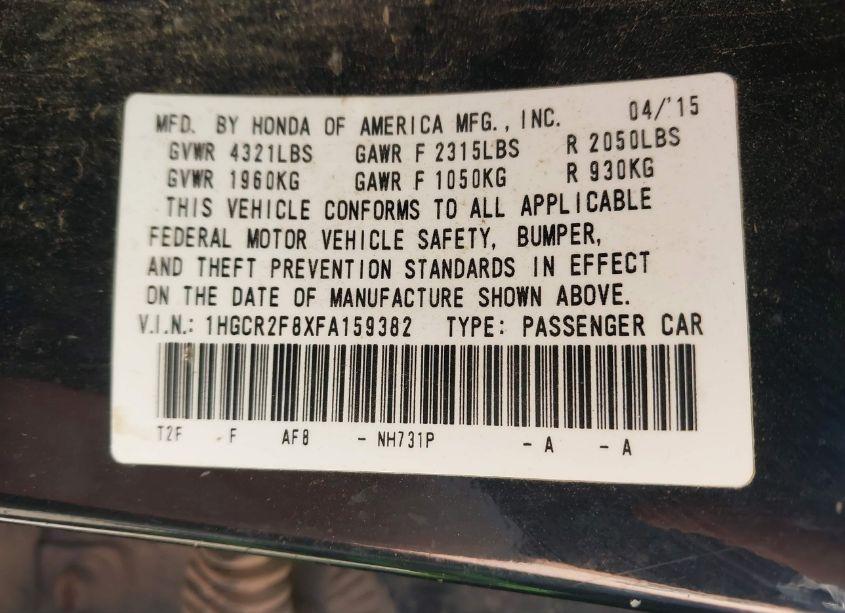 MFD. BY HONDA OF AMERICA MFG., INC. 04/'15
GVWR 4321LBS GAWR F 2315LBS R 2050LBS
GVWR 1960KG GAWR F 1050KG R 930KG
THIS VEHICLE CONFORMS TO ALL APPLICABLE
FEDERAL MOTOR VEHICLE SAFETY, BUMPER,
AND THEFT PREVENTION STANDARDS IN EFFECT
ON THE DATE OF MANUFACTURE SHOWN ABOVE.
V.I.N.: 1HGCR2F8XFA159382 TYPE: PASSENGER CAR
T2F F AF8 - NH731P - A - A